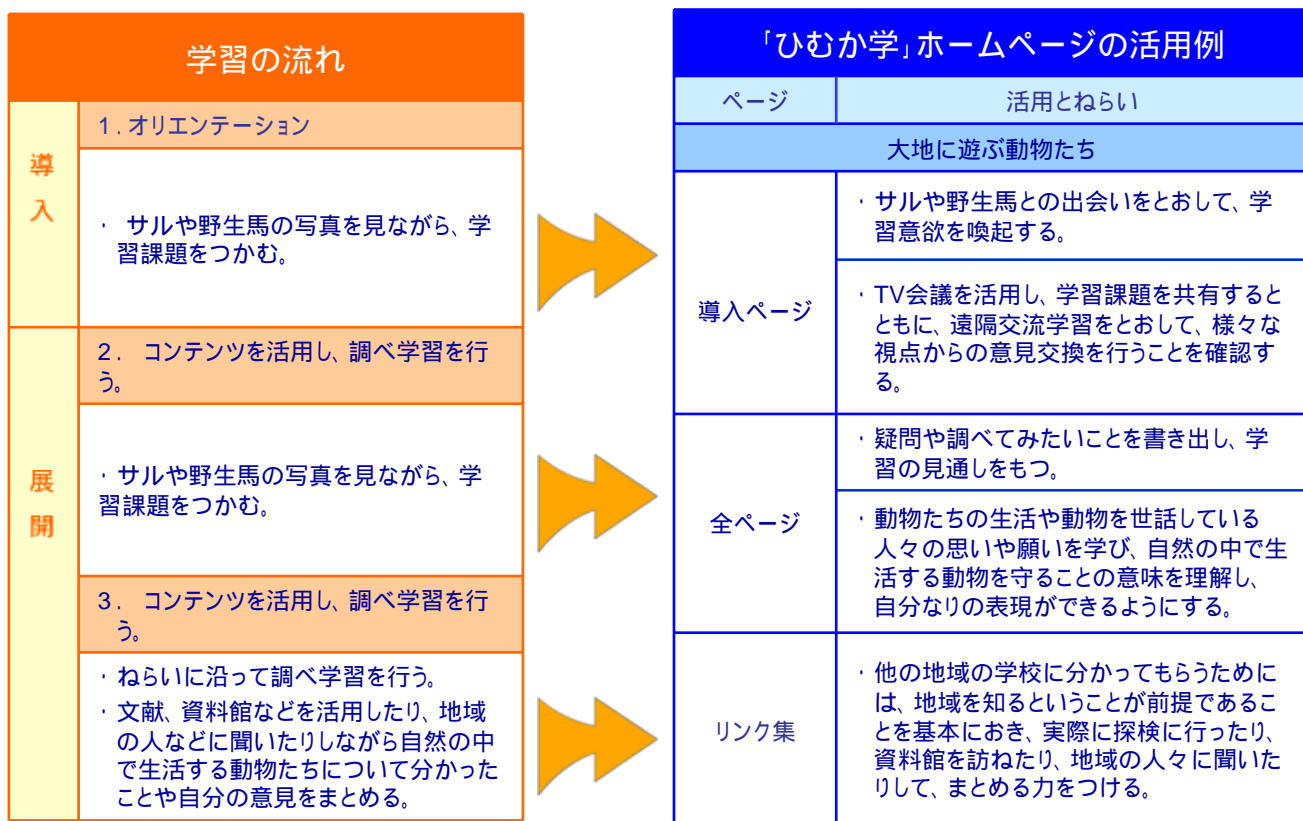 学習の流れ
導
入
1．オリエンテーション
・ サルや野生馬の写真を見ながら、学
習課題をつかむ。
展
開
2． コンテンツを活用し、調べ学習を行
う。
・サルや野生馬の写真を見ながら、学
習課題をつかむ。
3． コンテンツを活用し、調べ学習を行
う。
・ねらいに沿って調べ学習を行う。
・文献、資料館などを活用したり、地域
の人などに聞いたりしながら自然の中
で生活する動物たちについて分かった
ことや自分の意見をまとめる。
「ひむか学」ホームページの活用例
ページ
活用とねらい
大地に遊ぶ動物たち
導入ページ
・サルや野生馬との出会いをとおして、学
習意欲を喚起する。
・TV会議を活用し、学習課題を共有すると
ともに、遠隔交流学習をとおして、様々な
視点からの意見交換を行うことを確認す
る。
全ページ
・疑問や調べてみたいことを書き出し、学
習の見通しをもつ。
・動物たちの生活や動物を世話している
人々の思いや願いを学び、自然の中で生
活する動物を守ることの意味を理解し、
自分なりの表現ができるようにする。
リンク集
・他の地域の学校に分かってもらうために
は、地域を知るということが前提であるこ
とを基本におき、実際に探検に行ったり、
資料館を訪ねたり、地域の人々に聞いた
りして、まとめる力をつける。